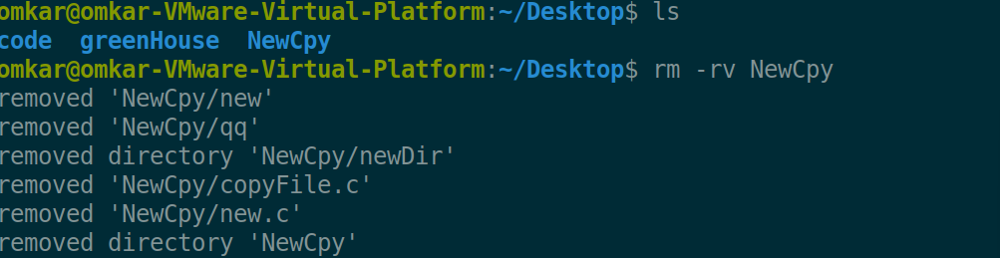 omkar@omkar-VMware-Virtual-Platform:~/Desktop$ ls
code  greenHouse  NewCpy
omkar@omkar-VMware-Virtual-Platform:~/Desktop$ rm -rv NewCpy
removed 'NewCpy/new'
removed 'NewCpy/qq'
removed directory 'NewCpy/newDir'
removed 'NewCpy/copyFile.c'
removed 'NewCpy/new.c'
removed directory 'NewCpy'